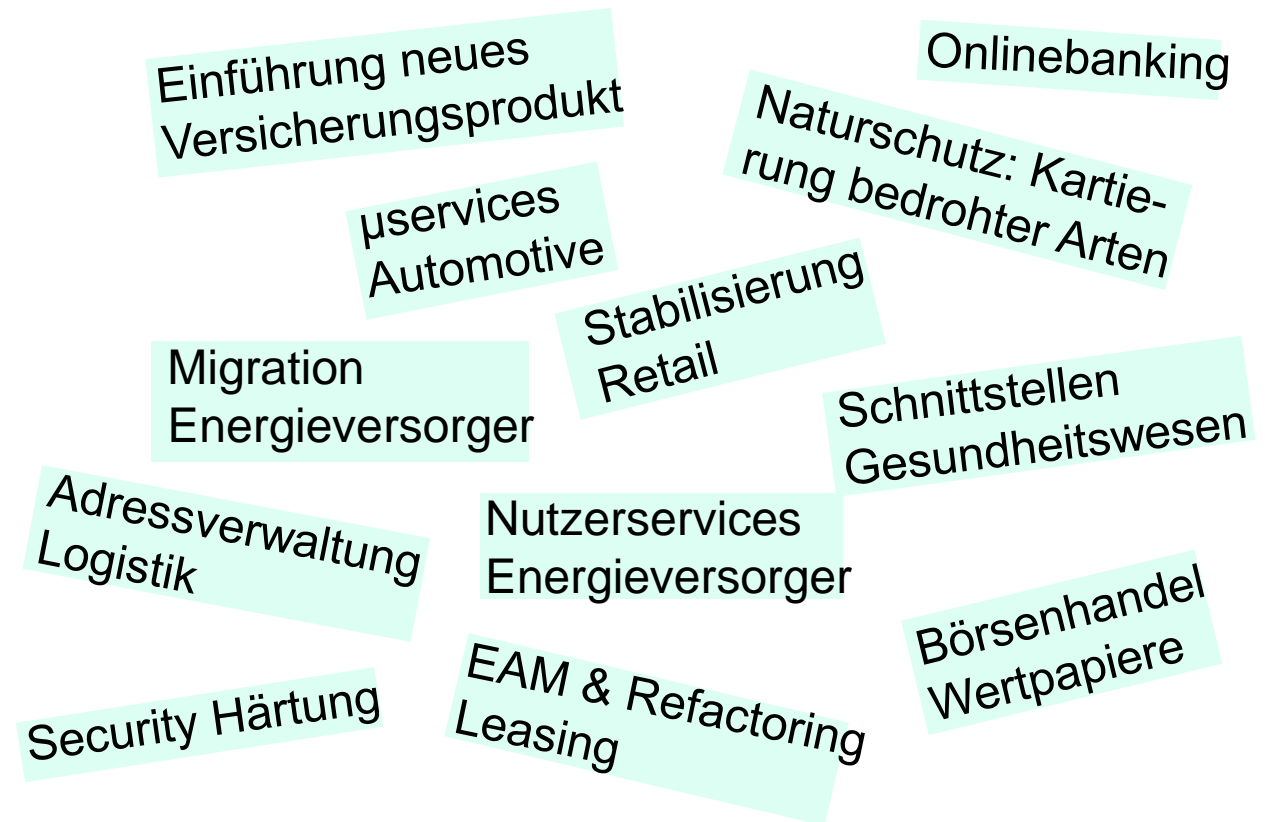 Einführung neues
Versicherungsprodukt
Onlinebanking
Naturschutz: Kartie-
rung bedrohter Arten
µservices
Automotive
Stabilisierung
Retail
Migration
Energieversorger
Schnittstellen
Gesundheitswesen
Adressverwaltung
Logistik
Nutzerservices
Energieversorger
Börsenhandel
Wertpapiere
Security Härtung
EAM & Refactoring
Leasing